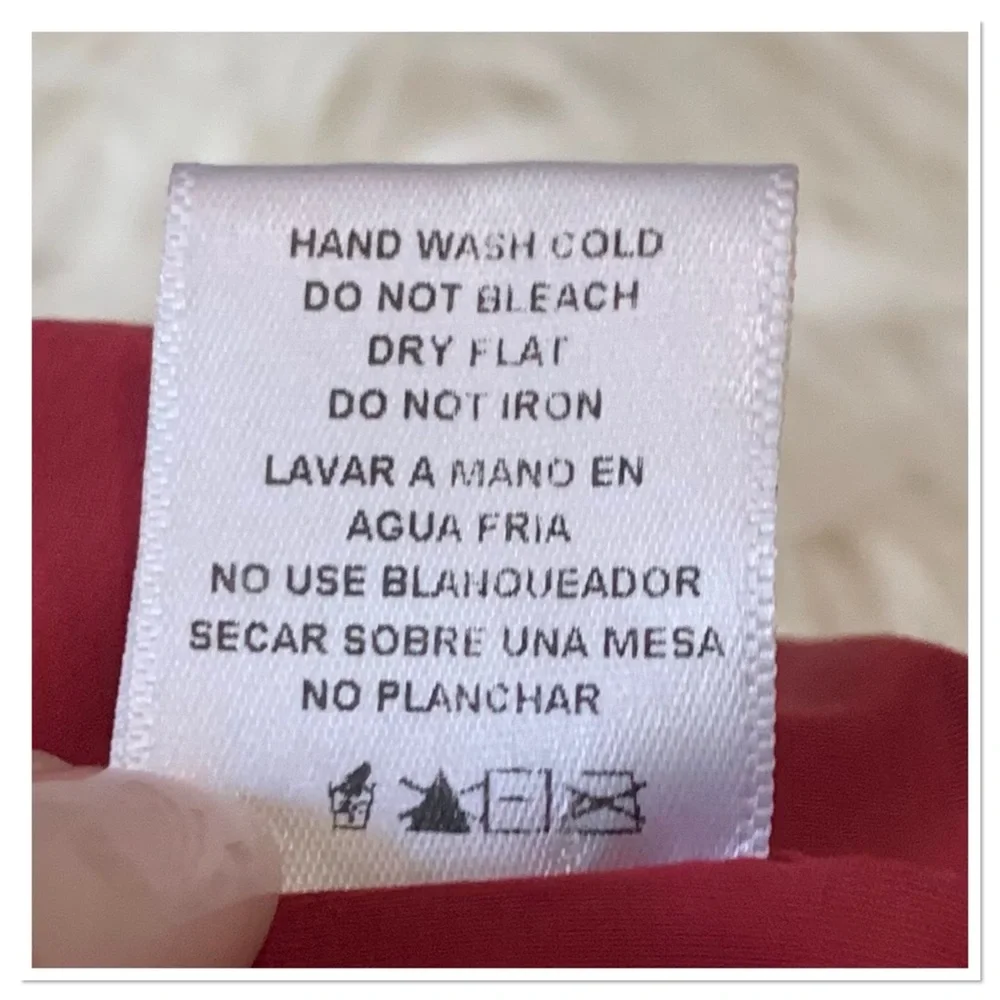 HAND WASH COLD
DO NOT BLEACH
DRY FLAT
DO NOT IRON
LAVAR A MANO EN
AGUA FRIA
NO USE BLANQUEADOR
SECAR SOBRE UNA MESA
NO PLANCHAR